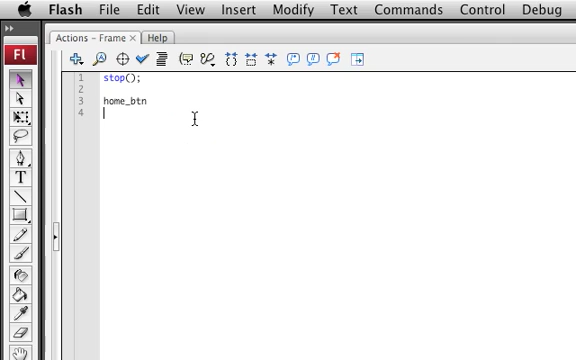 Flash File Edit View Insert Modify Text Commands Control Debug
Actions – Frame × Help
Fl
1 stop();
2
3 home_btn
4
T